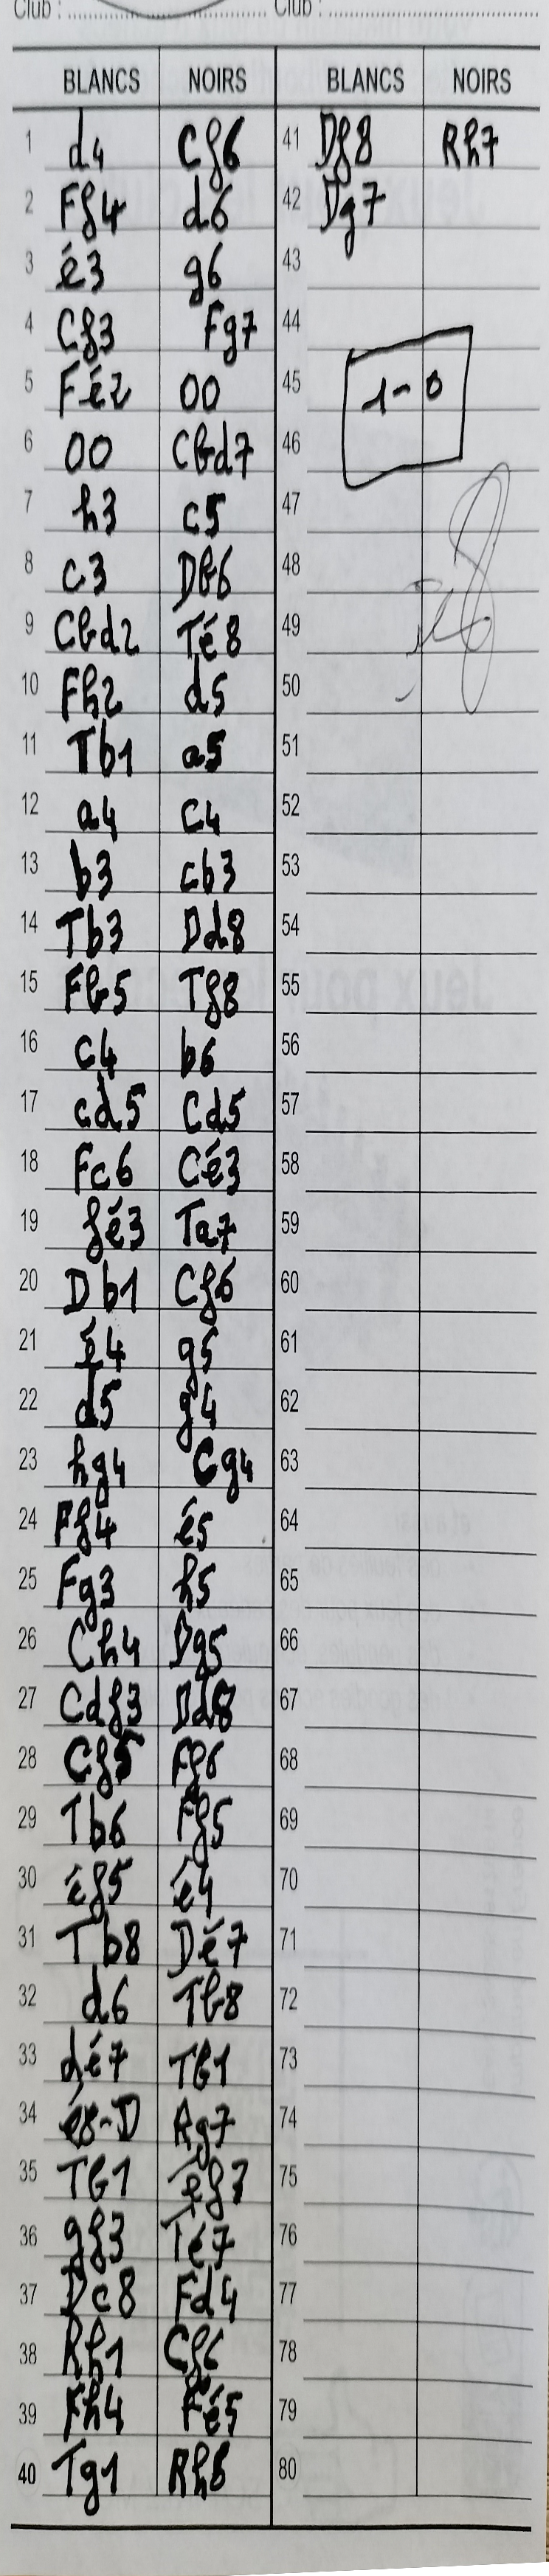 Club : Club :
BLANCS NOIRS BLANCS NOIRS
1 d4 Cf6 41 Df8 Rh7
2 Ff4 d6 42 Dg7
3 é3 g6 43
4 Cf3 Fg7 44
5 Fé2 00 45 1-0
6 00 Cbd7 46
7 h3 c5 47
8 c3 Db6 48
9 Cbd2 Té8 49
10 Fh2 d5 50
11 Tb1 a5 51
12 a4 c4 52
13 b3 cb3 53
14 Tb3 Dd8 54
15 Fb5 Tf8 55
16 c4 b6 56
17 cd5 Cd5 57
18 Fc6 Cé3 58
19 fé3 Ta7 59
20 Db1 Cf6 60
21 é4 g5 61
22 d5 g4 62
23 hg4 Cg4 63
24 Ff4 é5 64
25 Fg3 h5 65
26 Ch4 Dg5 66
27 Cdf3 Dd8 67
28 Cf5 Ff6 68
29 Tb6 Ff5 69
30 éf5 é4 70
31 Tb8 Dé7 71
32 d6 Tb8 72
33 dé7 Tb1 73
34 é8-D Rg7 74
35 Tb1 éf3 75
36 gf3 Té7 76
37 Dc8 Fd4 77
38 Rh1 Cf6 78
39 Fh4 Fé5 79
40 Tg1 Rh8 80